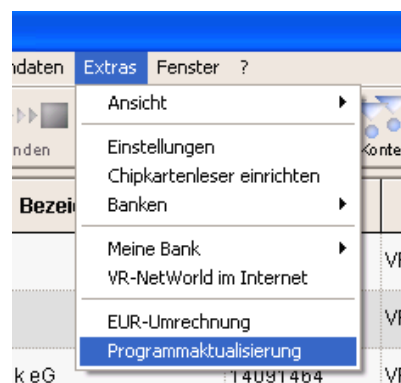 ndaten Extras Fenster ?
Ansicht
nden
Einstellungen
Chipkartenleser einrichten
Banken
Meine Bank
VR-NetWorld im Internet
EUR-Umrechnung
Programmaktualisierung
k eG 14091464